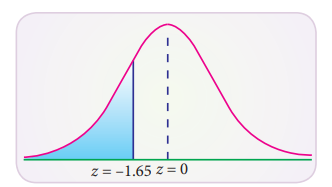 z = −1.65 z = 0